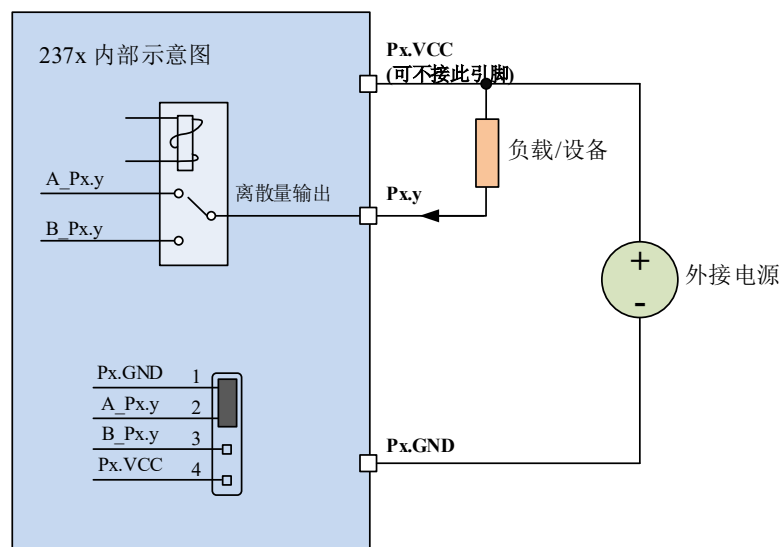 237x 内部示意图
Px.VCC
(可不接此引脚)
负载/设备
A_Px.y
离散量输出
Px.y
B_Px.y
+
-
外接电源
Px.GND 1
A_Px.y 2
B_Px.y 3
Px.VCC 4
Px.GND